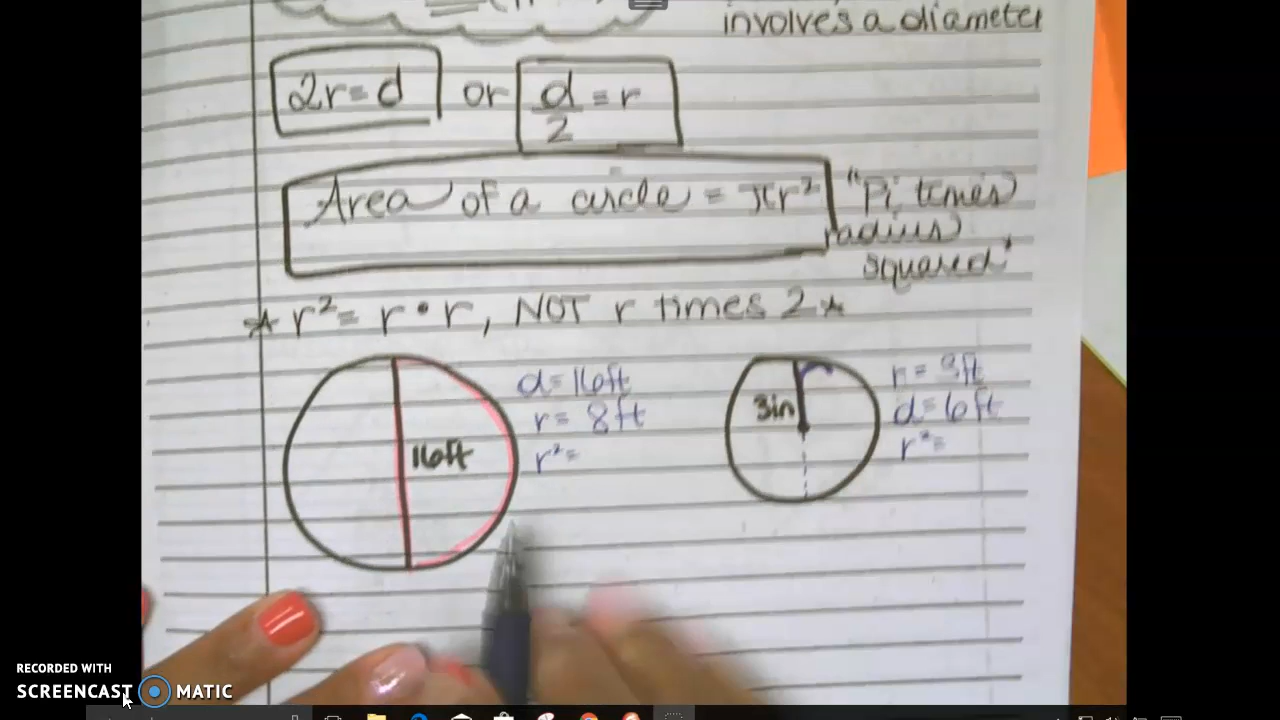 involve's a diameter
2r = d or d/2 = r
Area of a circle = πr² "Pi times
radius
squared"
* r² = r • r, NOT r times 2 *
d = 16ft
r = 8ft
r² =
16ft
3in
r = 3ft
d = 6ft
r² =
RECORDED WITH
SCREENCAST MATIC